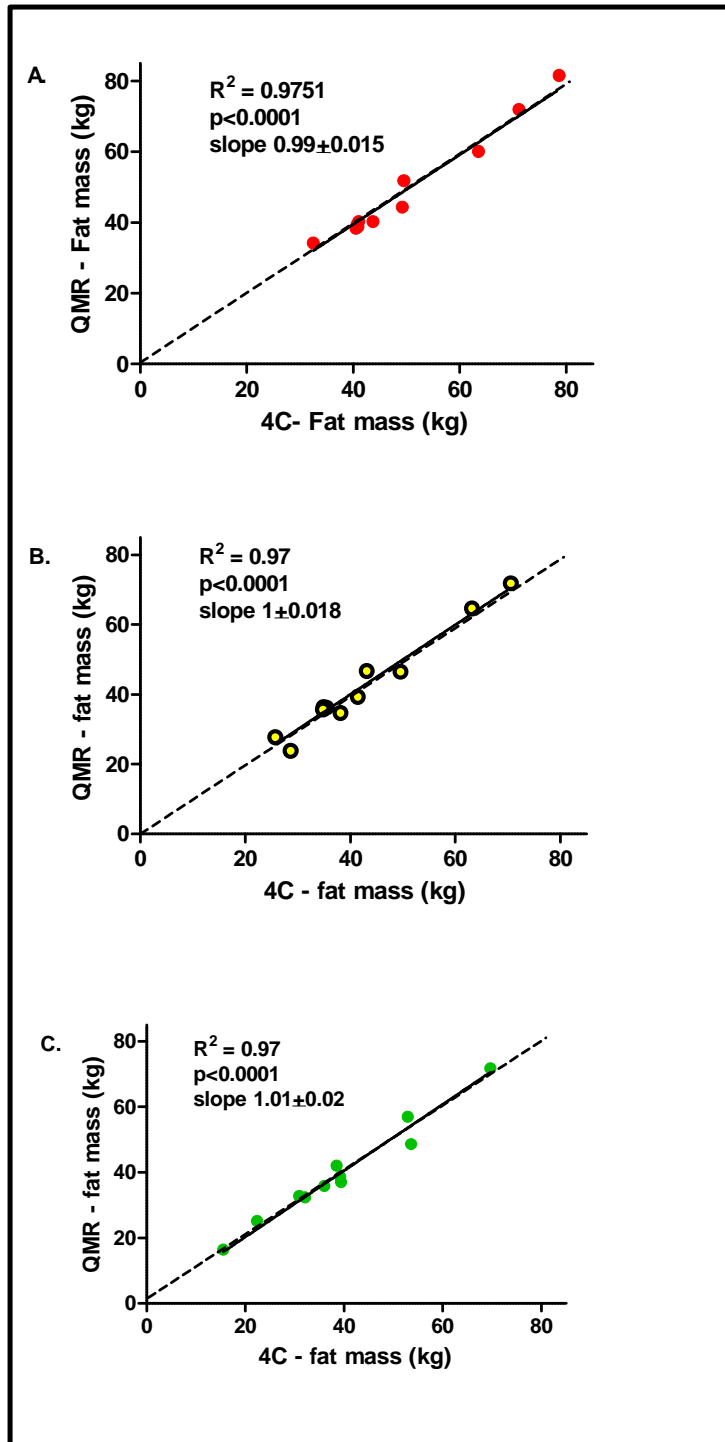 A.
R² = 0.9751
p<0.0001
slope 0.99±0.015
QMR - Fat mass (kg)
80
60
40
20
0
0 20 40 60 80
4C- Fat mass (kg)
B.
R² = 0.97
p<0.0001
slope 1±0.018
QMR - fat mass (kg)
80
60
40
20
0
0 20 40 60 80
4C - fat mass (kg)
C.
R² = 0.97
p<0.0001
slope 1.01±0.02
QMR - fat mass (kg)
80
60
40
20
0
0 20 40 60 80
4C - fat mass (kg)